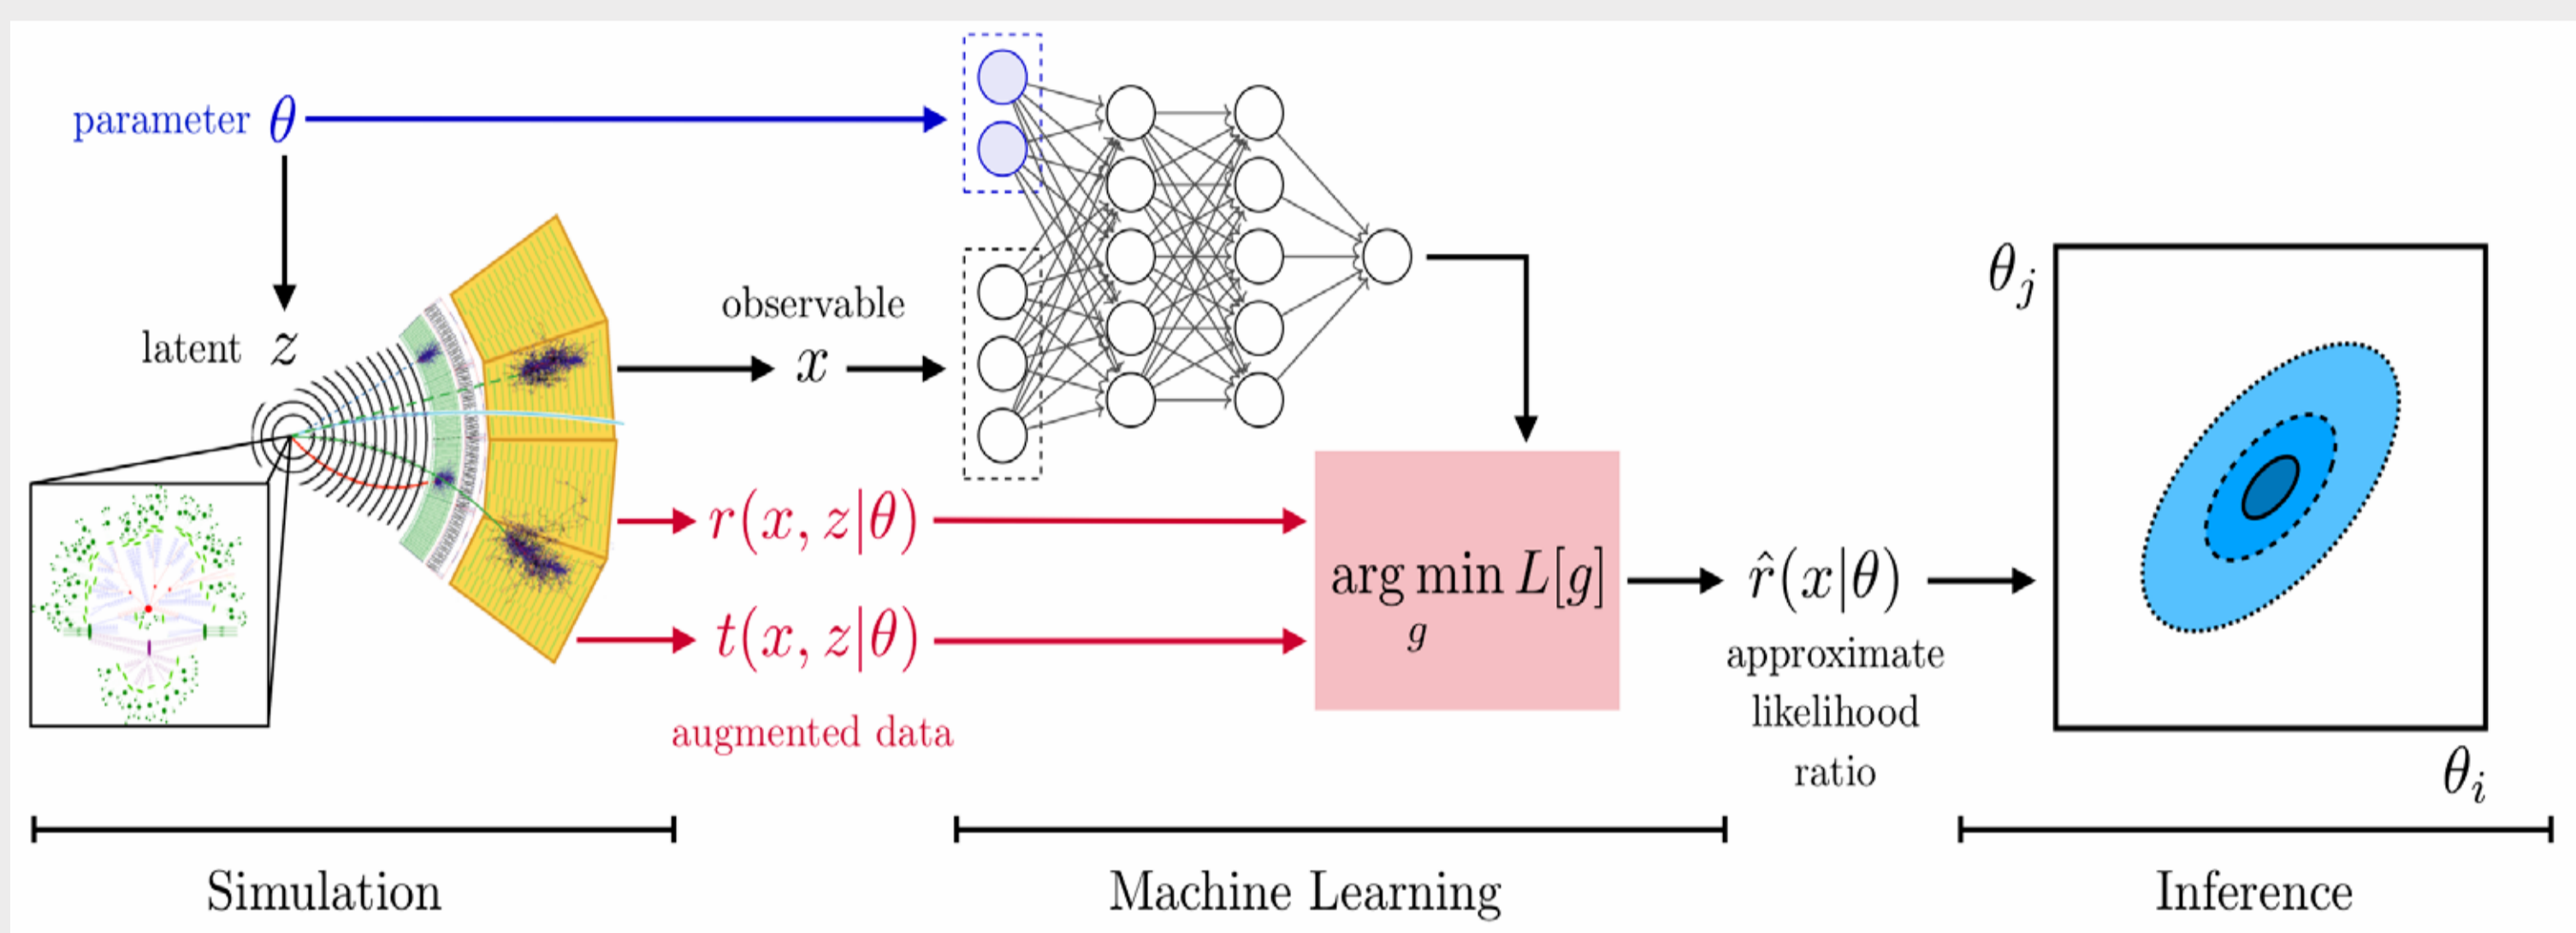 parameter θ
latent z
observable
x
r(x, z|θ)
t(x, z|θ)
augmented data
arg min L[g]
g
r̂(x|θ)
approximate
likelihood
ratio
θj
θi
Simulation
Machine Learning
Inference